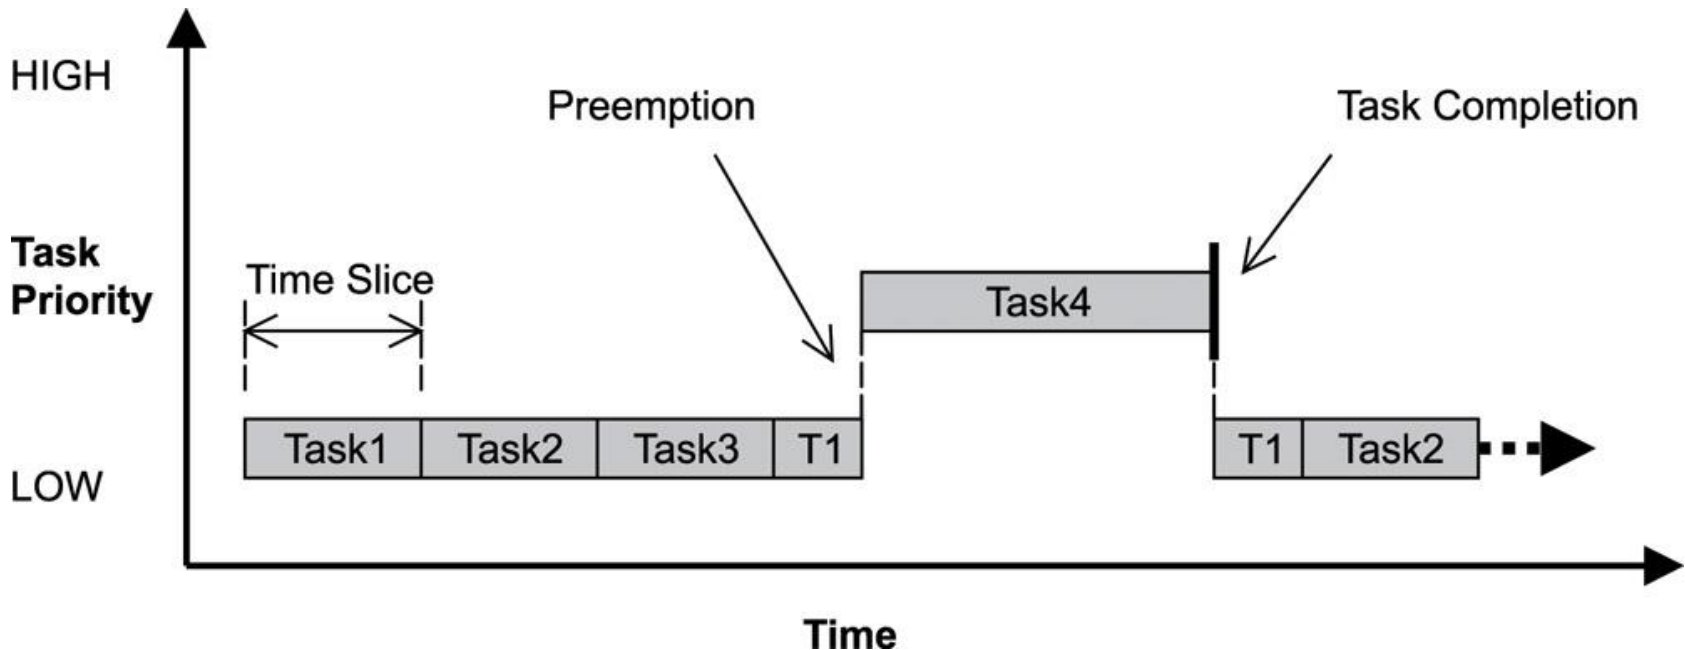 HIGH
Preemption
Task Completion
Task
Priority
Time Slice
Task4
Task1
Task2
Task3
T1
T1
Task2
LOW
Time